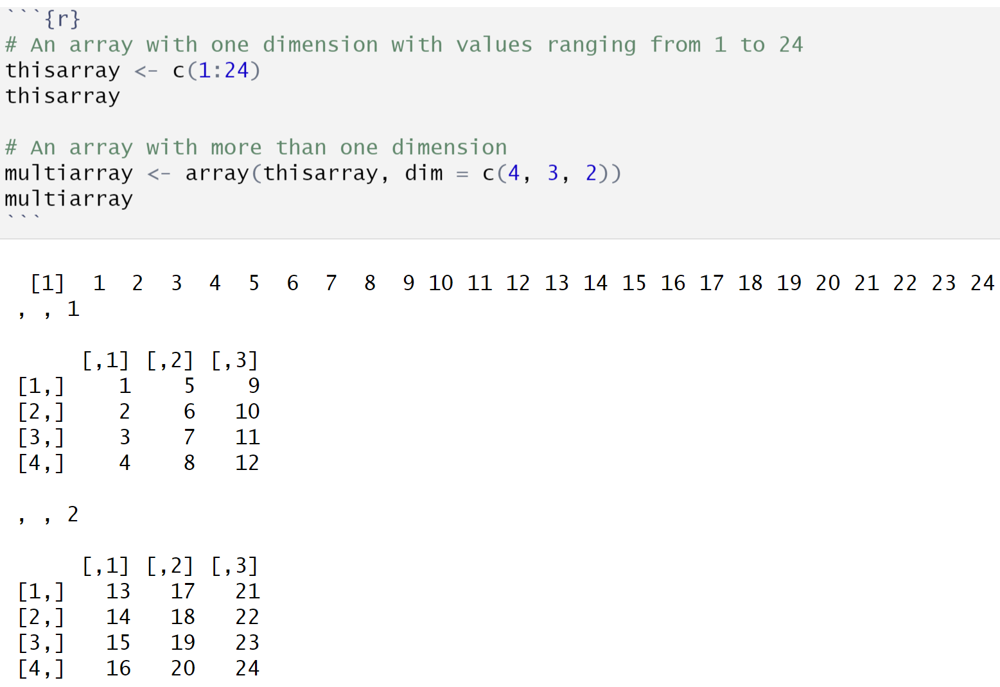 ```{r}
# An array with one dimension with values ranging from 1 to 24
thisarray <- c(1:24)
thisarray

# An array with more than one dimension
multiarray <- array(thisarray, dim = c(4, 3, 2))
multiarray
```

  [1]  1  2  3  4  5  6  7  8  9 10 11 12 13 14 15 16 17 18 19 20 21 22 23 24
 , , 1

      [,1] [,2] [,3]
 [1,]    1    5    9
 [2,]    2    6   10
 [3,]    3    7   11
 [4,]    4    8   12

 , , 2

      [,1] [,2] [,3]
 [1,]   13   17   21
 [2,]   14   18   22
 [3,]   15   19   23
 [4,]   16   20   24